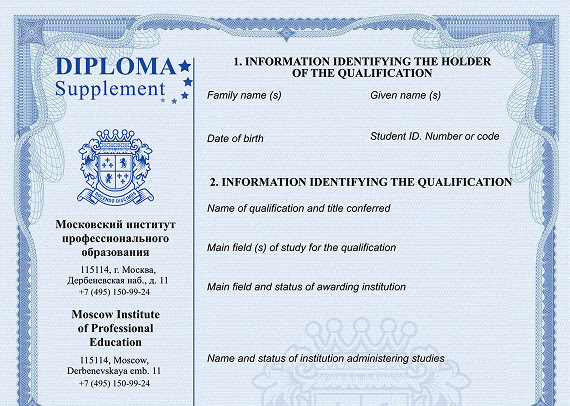 DIPLOMA
Supplement
DOCENDO DISCIMUS
Московский институт
профессионального
образования
115114, г. Москва,
Дербеневская наб., д. 11
+7 (495) 150-99-24
Moscow Institute
of Professional
Education
115114, Moscow,
Derbenevskaya emb. 11
+7 (495) 150-99-24
1. INFORMATION IDENTIFYING THE HOLDER
OF THE QUALIFICATION
Family name (s)
Given name (s)
Date of birth
Student ID. Number or code
2. INFORMATION IDENTIFYING THE QUALIFICATION
Name of qualification and title conferred
Main field (s) of study for the qualification
Main field and status of awarding institution
Name and status of institution administering studies